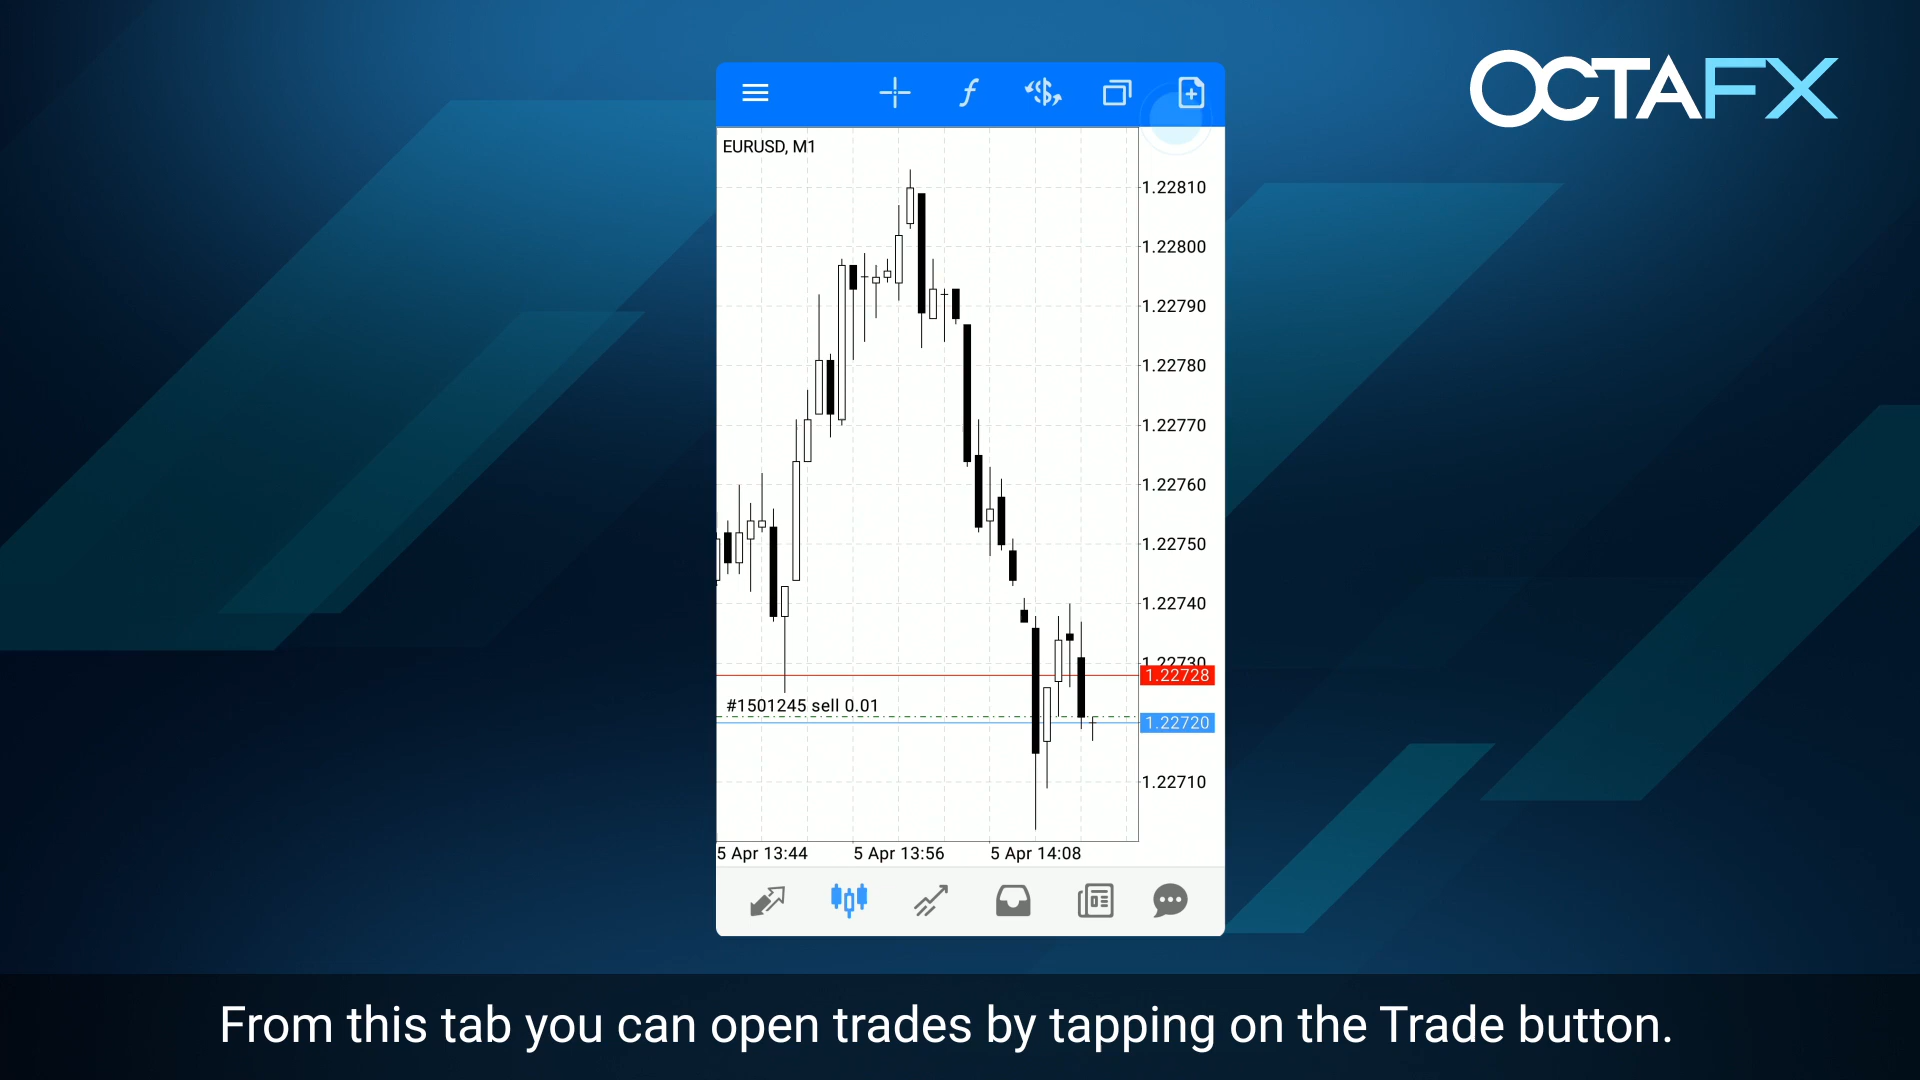 OCTAFX
EURUSD, M1
1.22810
1.22800
1.22790
1.22780
1.22770
1.22760
1.22750
1.22740
1.22730
1.22728
#1501245 sell 0.01
1.22720
1.22710
5 Apr 13:44 5 Apr 13:56 5 Apr 14:08
From this tab you can open trades by tapping on the Trade button.